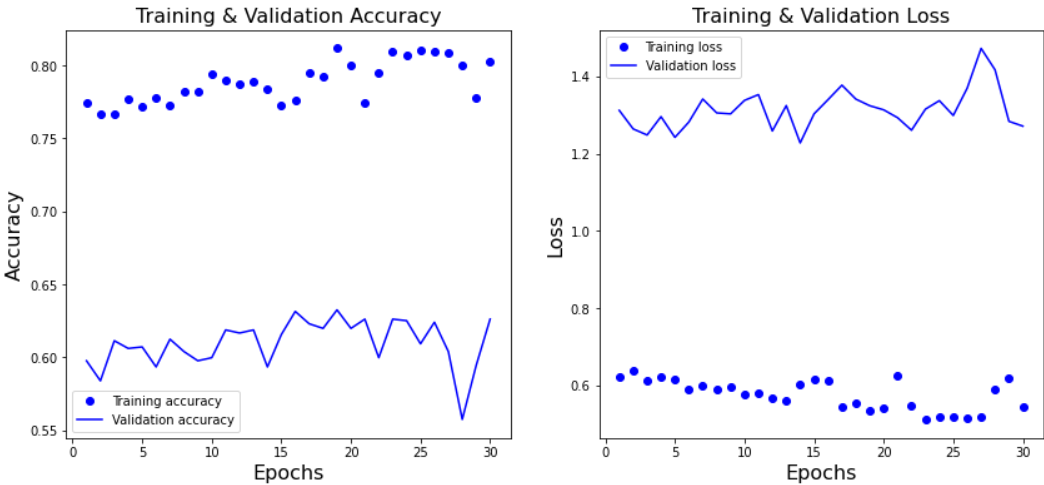 Training & Validation Accuracy
0.80
0.75
0.70
0.65
0.60
0.55
Accuracy
Training accuracy
Validation accuracy
0 5 10 15 20 25 30
Epochs
Training & Validation Loss
Training loss
Validation loss
1.4
1.2
1.0
0.8
0.6
Loss
0 5 10 15 20 25 30
Epochs